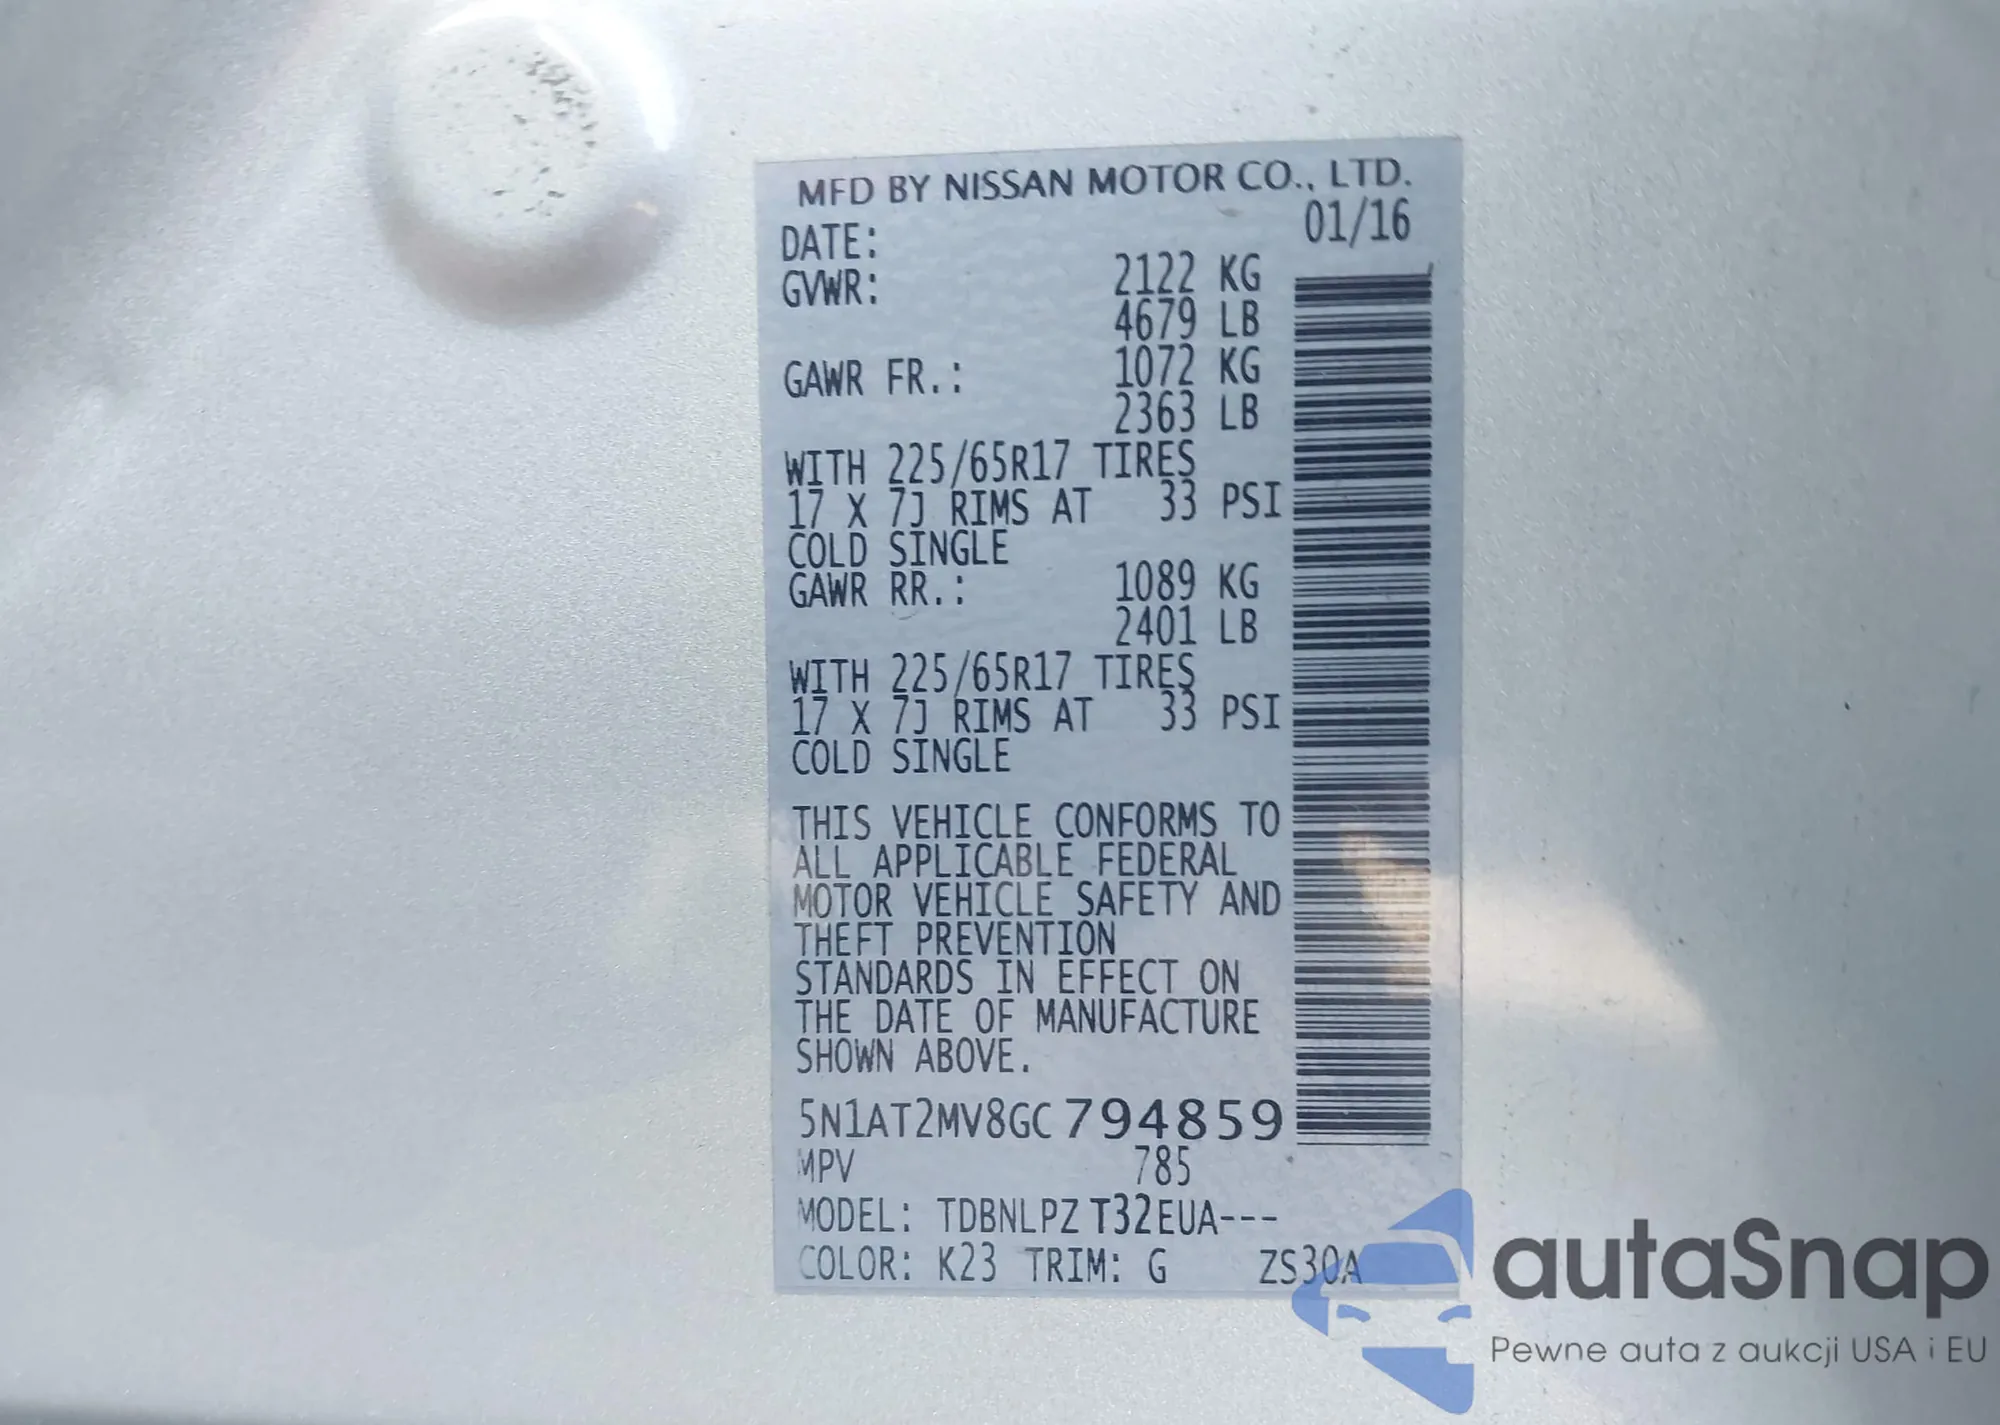 MFD BY NISSAN MOTOR CO., LTD.
DATE: 01/16
GVWR: 2122 KG
4679 LB
GAWR FR.: 1072 KG
2363 LB
WITH 225/65R17 TIRES
17 X 7J RIMS AT 33 PSI
COLD SINGLE
GAWR RR.: 1089 KG
2401 LB
WITH 225/65R17 TIRES
17 X 7J RIMS AT 33 PSI
COLD SINGLE
THIS VEHICLE CONFORMS TO
ALL APPLICABLE FEDERAL
MOTOR VEHICLE SAFETY AND
THEFT PREVENTION
STANDARDS IN EFFECT ON
THE DATE OF MANUFACTURE
SHOWN ABOVE.
5N1AT2MV8GC794859
MPV 785
MODEL: TDBNLPZ T32EUA---
COLOR: K23 TRIM: G ZS30A
autaSnap
Pewne auta z aukcji USA i EU